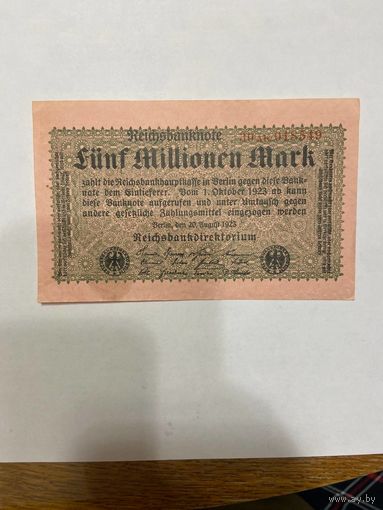 Reichsbanknote
Fünf Millionen Mark
zahlt die Reichsbankhauptkasse in Berlin gegen diese Bank-
note dem Einlieferer. Vom 1. Oktober 1923 ab kann
diese Banknote aufgerufen und unter Umtausch gegen
andere gesetzliche Zahlungsmittel eingezogen werden
Berlin, den 20. August 1923
Reichsbankdirektorium
www.ay.by